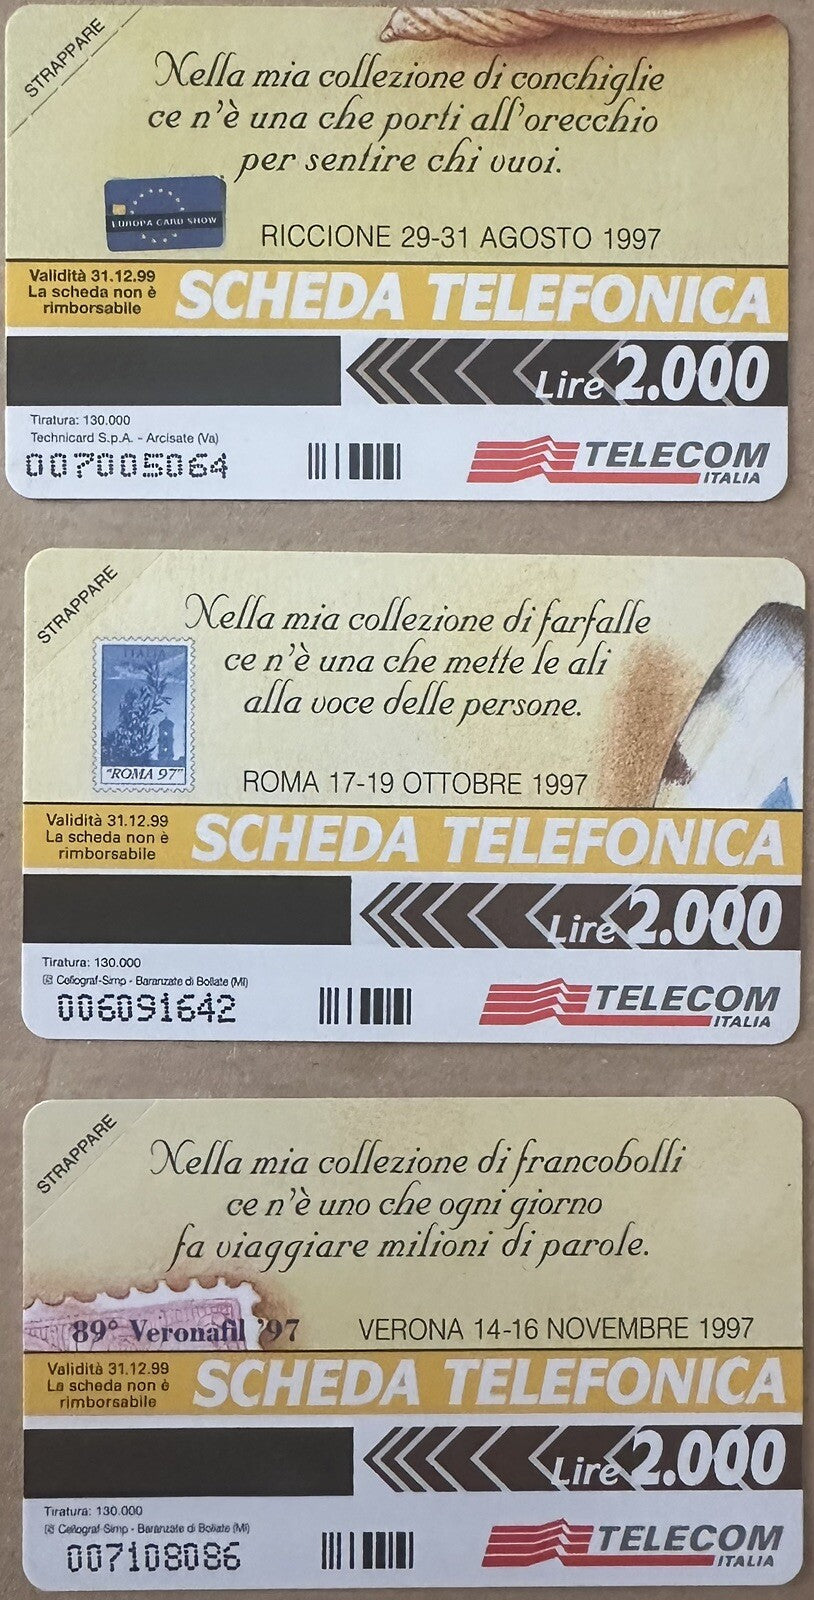 STRAPPARE
Nella mia collezione di conchiglie
ce n'è una che porti all'orecchio
per sentire chi vuoi.
EUROPA CARD SHOW
RICCIONE 29-31 AGOSTO 1997
Validità 31.12.99
La scheda non è
rimborsabile
SCHEDA TELEFONICA
Lire 2.000
Tiratura: 130.000
Technicard S.p.A. - Arcisate (Va)
007005064
TELECOM
ITALIA
STRAPPARE
Nella mia collezione di farfalle
ce n'è una che mette le ali
alla voce delle persone.
ITALIA
"ROMA 97"
ROMA 17-19 OTTOBRE 1997
Validità 31.12.99
La scheda non è
rimborsabile
SCHEDA TELEFONICA
Lire 2.000
Tiratura: 130.000
Cellograf-Simp - Baranzate di Bollate (MI)
006091642
TELECOM
ITALIA
STRAPPARE
Nella mia collezione di francobolli
ce n'è uno che ogni giorno
fa viaggiare milioni di parole.
89° Veronafil '97
VERONA 14-16 NOVEMBRE 1997
Validità 31.12.99
La scheda non è
rimborsabile
SCHEDA TELEFONICA
Lire 2.000
Tiratura: 130.000
Cellograf-Simp - Baranzate di Bollate (MI)
007108086
TELECOM
ITALIA